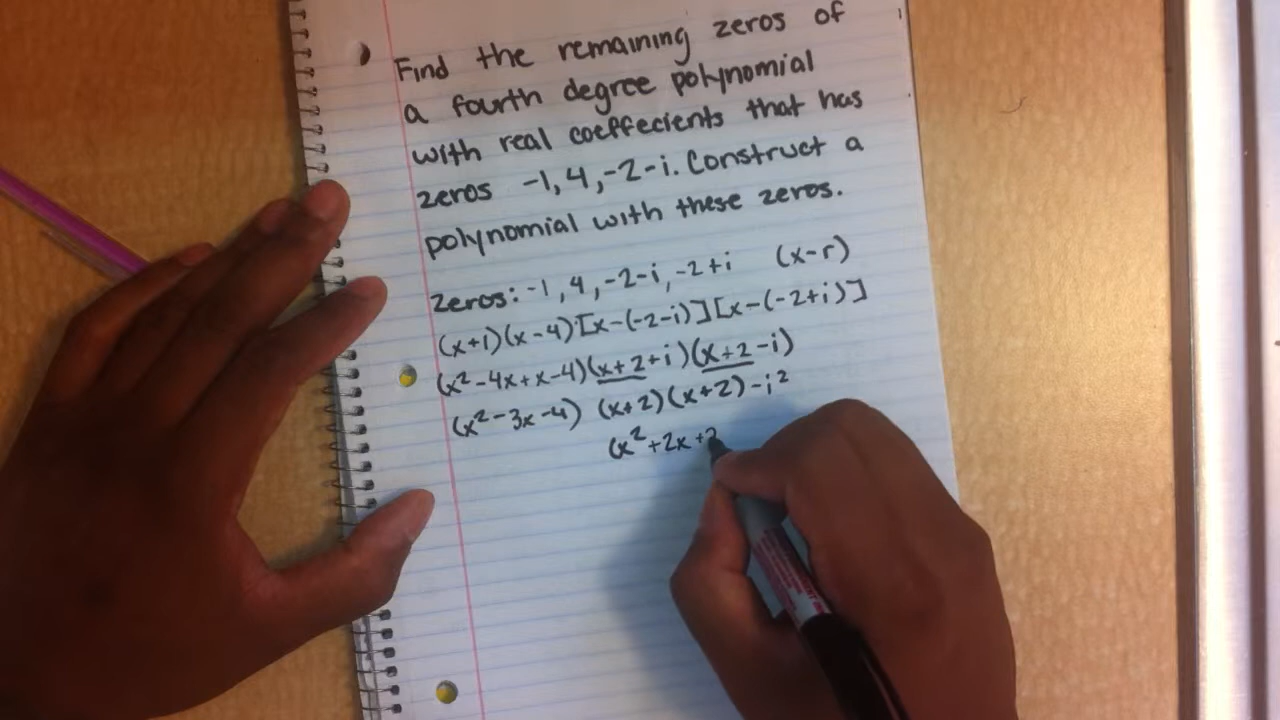 Find the remaining zeros of
a fourth degree polynomial
with real coeffecients that has
zeros -1, 4, -2-i. Construct a
polynomial with these zeros.
Zeros: -1, 4, -2-i, -2+i (x-r)
(x+1)(x-4)[x-(-2-i)][x-(-2+i)]
(x²-4x+x-4)(x+2+i)(x+2-i)
(x²-3x-4) (x+2)(x+2)-i²
(x²+2x+2